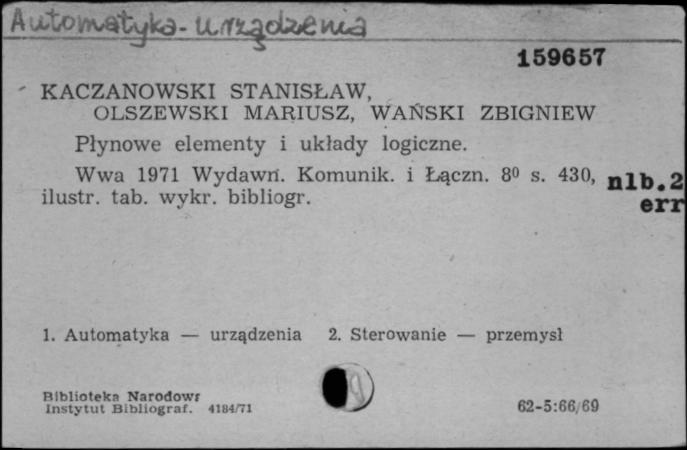 Automatyka - urządzenia
159657
KACZANOWSKI STANISŁAW,
OLSZEWSKI MARIUSZ, WAŃSKI ZBIGNIEW
Płynowe elementy i układy logiczne.
Wwa 1971 Wydawn. Komunik. i Łączn. 8⁰ s. 430, nlb.2
ilustr. tab. wykr. bibliogr. err
1. Automatyka — urządzenia 2. Sterowanie — przemysł
Biblioteka Narodowa
Instytut Bibliograf. 4184/71
62-5:66/69